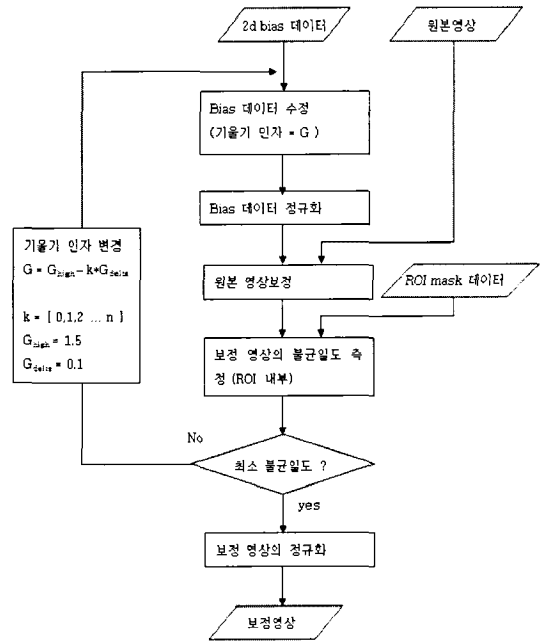 2d bias 데이터
원본영상
Bias 데이터 수정
(기울기 인자 = G )
Bias 데이터 정규화
기울기 인자 변경
G = Ghigh-k*Gdelta
k = { 0,1,2 ... n }
Ghigh = 1.5
Gdelta = 0.1
원본 영상보정
ROI mask 데이터
보정 영상의 불균일도 측
정 (ROI 내부)
No
최소 불균일도 ?
yes
보정 영상의 정규화
보정영상